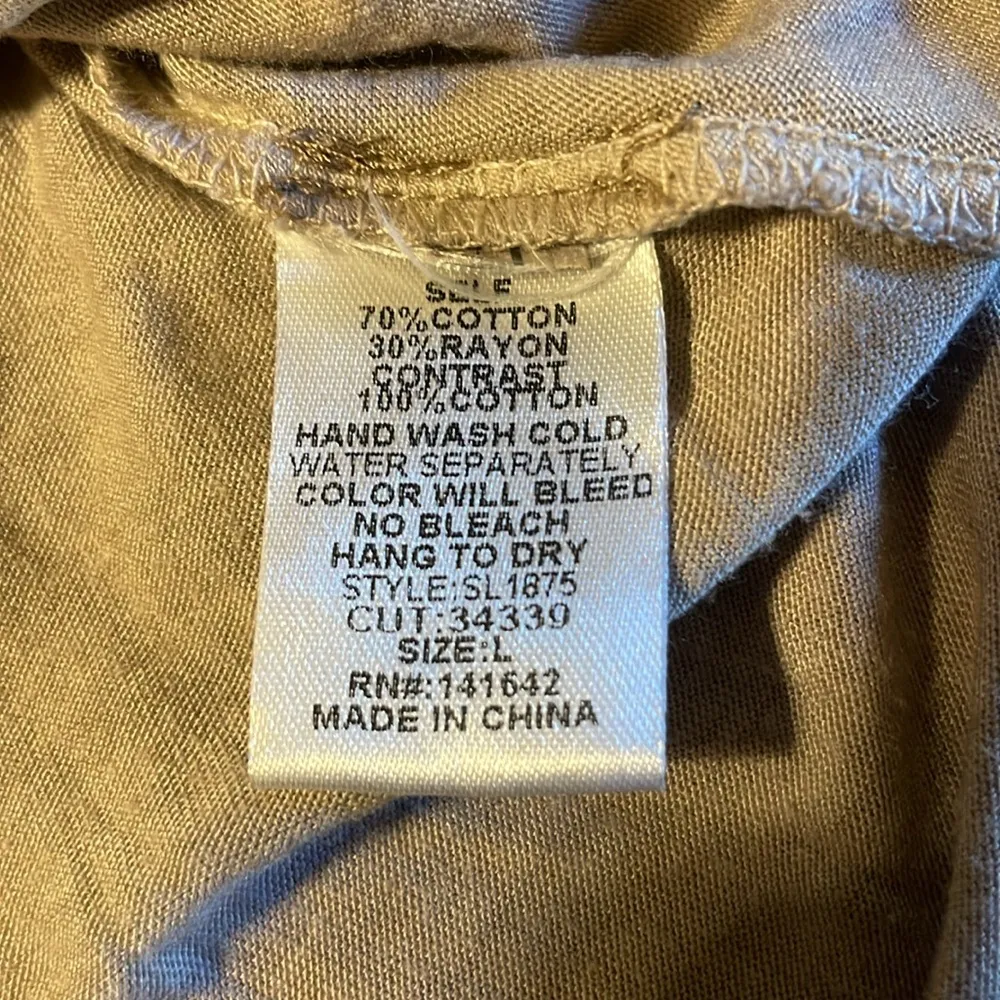 SELF
70%COTTON
30%RAYON
CONTRAST
100%COTTON
HAND WASH COLD
WATER SEPARATELY
COLOR WILL BLEED
NO BLEACH
HANG TO DRY
STYLE:SL1875
CUT:34339
SIZE:L
RN#:141642
MADE IN CHINA